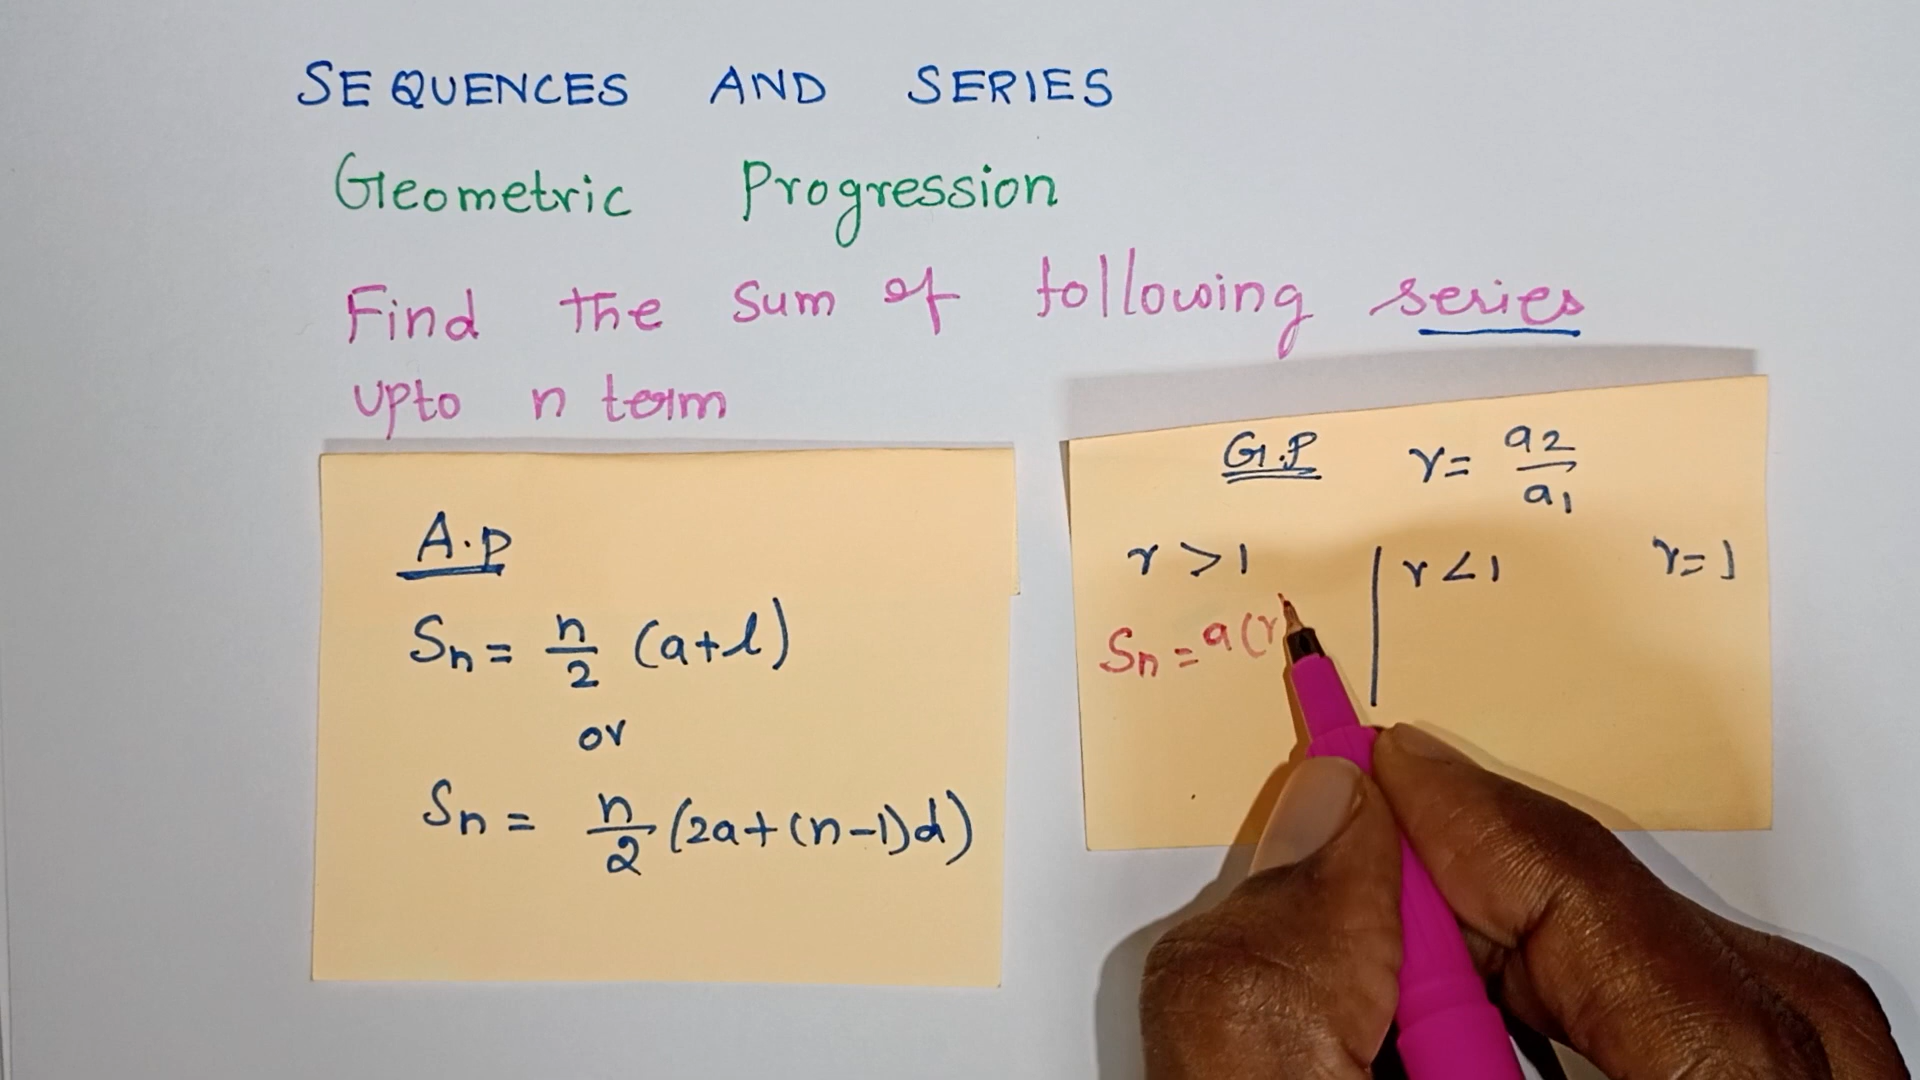 SEQUENCES AND SERIES
Geometric Progression
Find the sum of following series
upto n term
A.P
Sn = n/2 (a+l)
or
Sn = n/2 (2a+(n-1)d)
G.P r = a2/a1
r > 1 | r < 1 r = 1
Sn = a(r